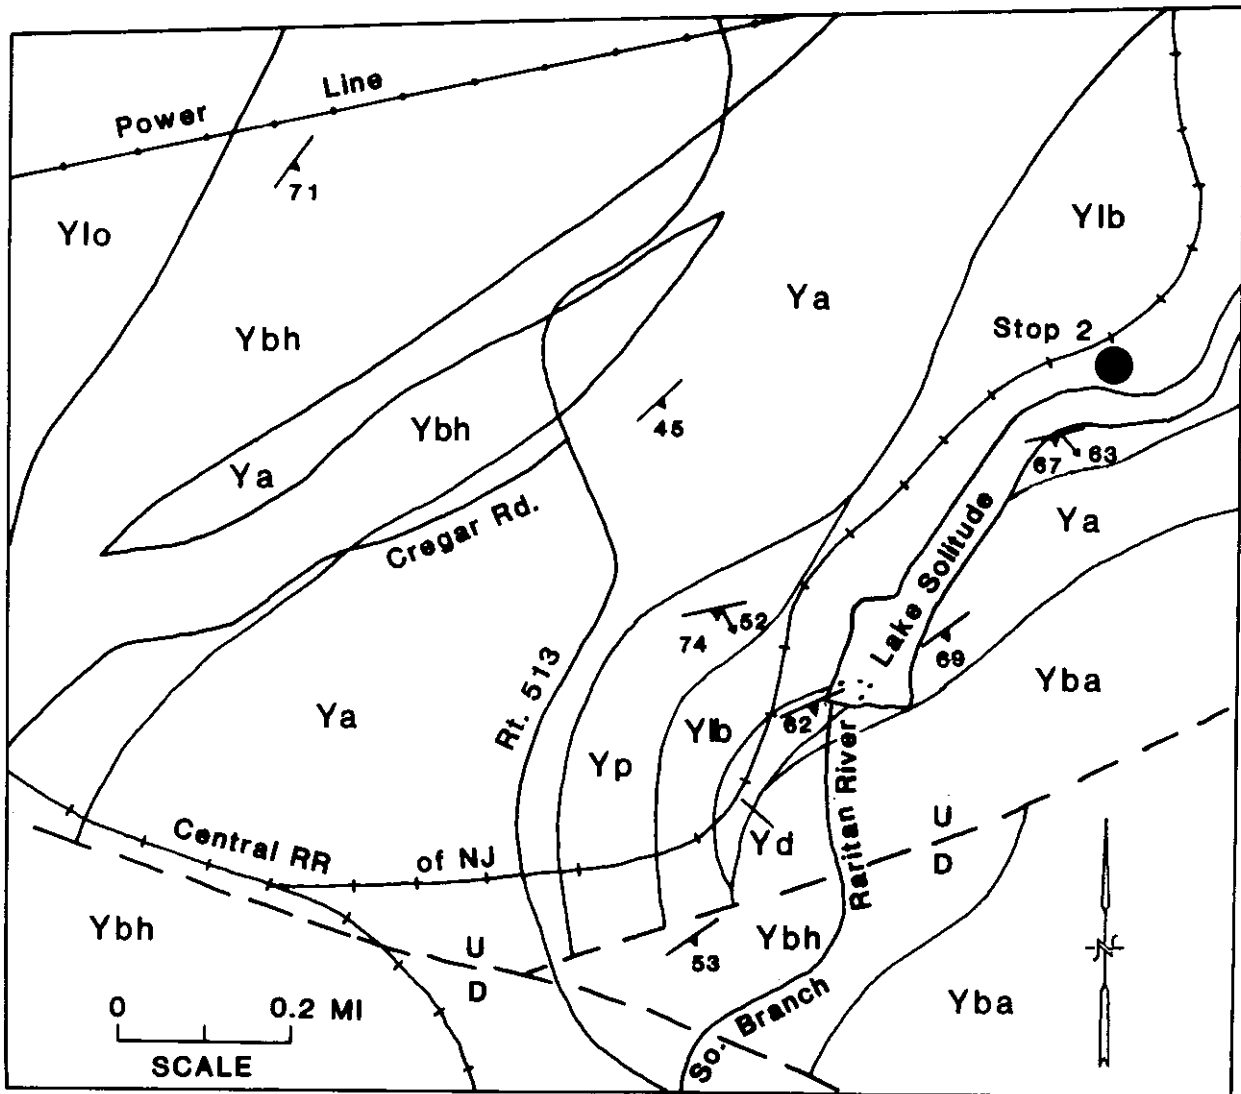 Power Line
71
Ylo
Ylb
Ya
Ybh
Stop 2
45
Ybh
Ya
67
63
Cregar Rd.
Ya
Lake Solitude
74
52
69
Rt. 513
Yba
Ya
62
Ylb
Yp
Raritan River
U
D
Central RR of NJ
Yd
Ybh
U
D
53
Ybh
Yba
So. Branch
0 0.2 MI
SCALE
N